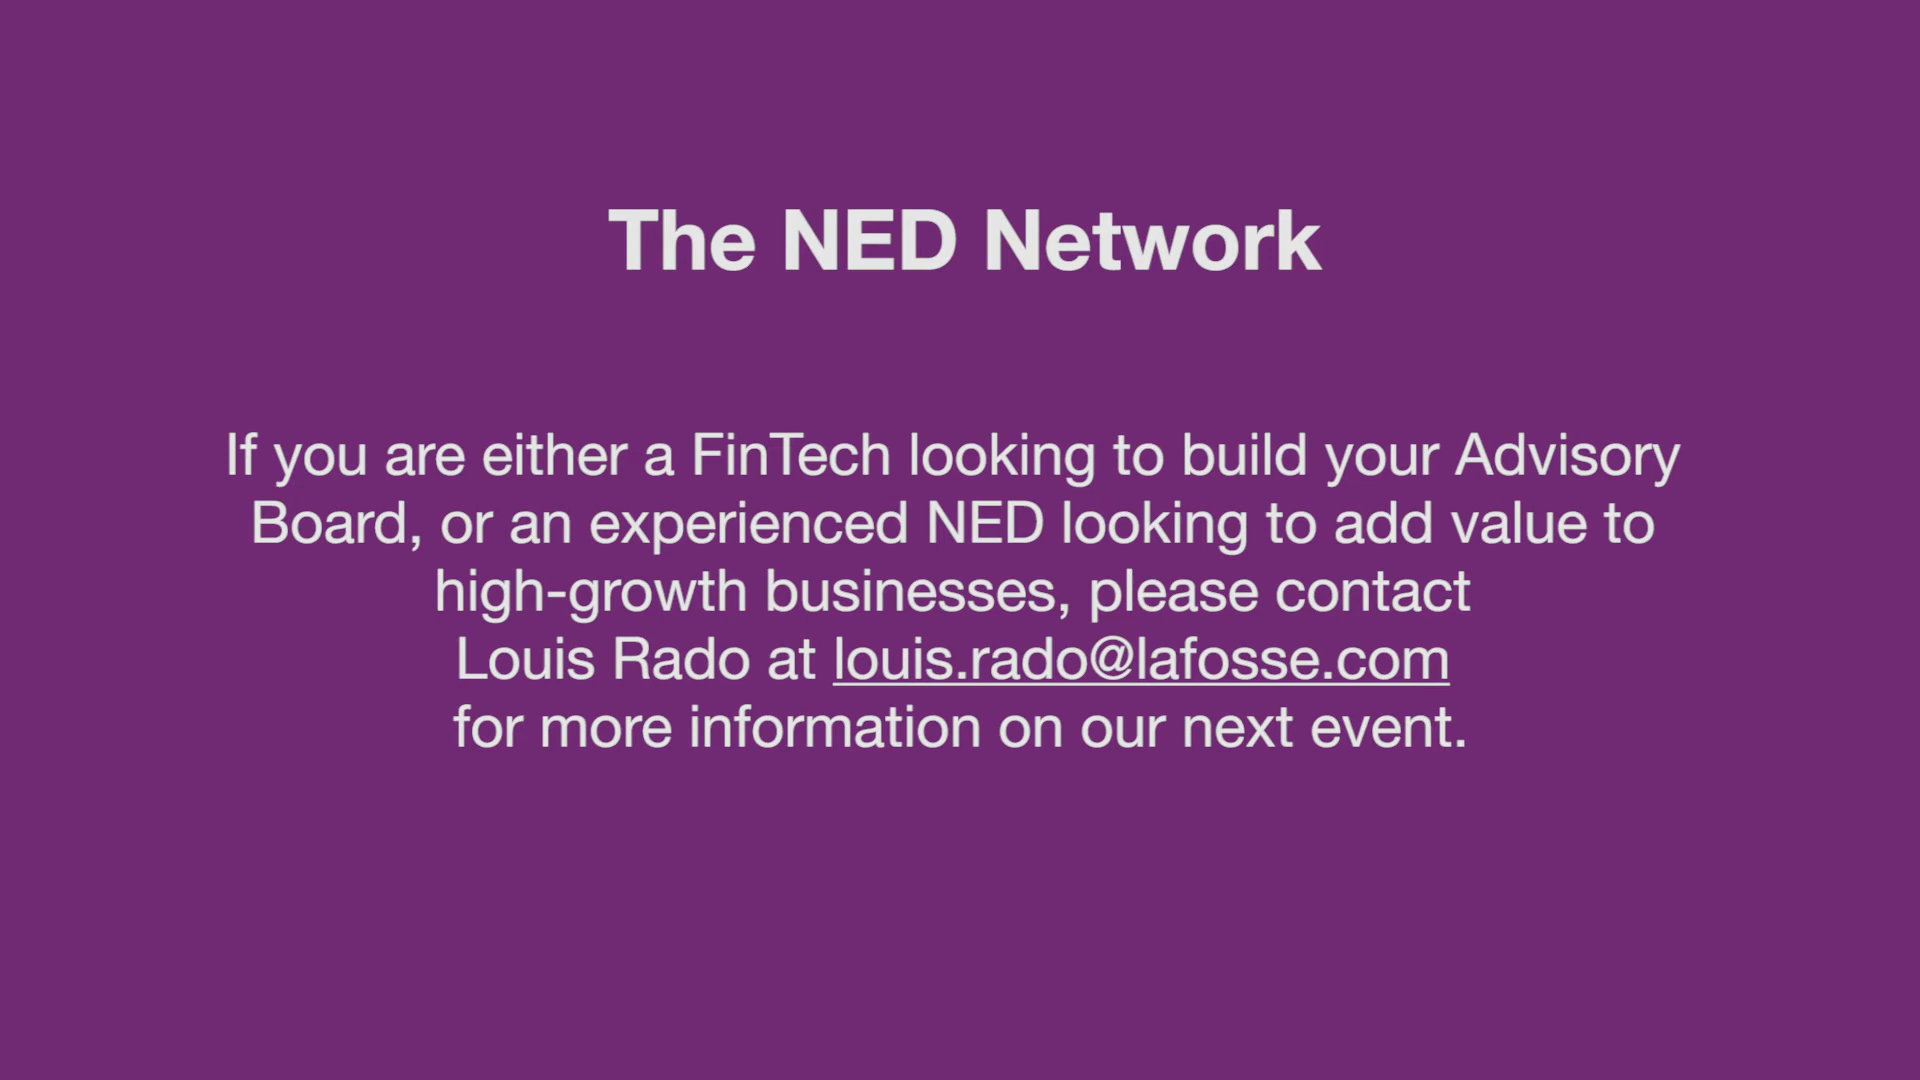 The NED Network
If you are either a FinTech looking to build your Advisory
Board, or an experienced NED looking to add value to
high-growth businesses, please contact
Louis Rado at louis.rado@lafosse.com
for more information on our next event.